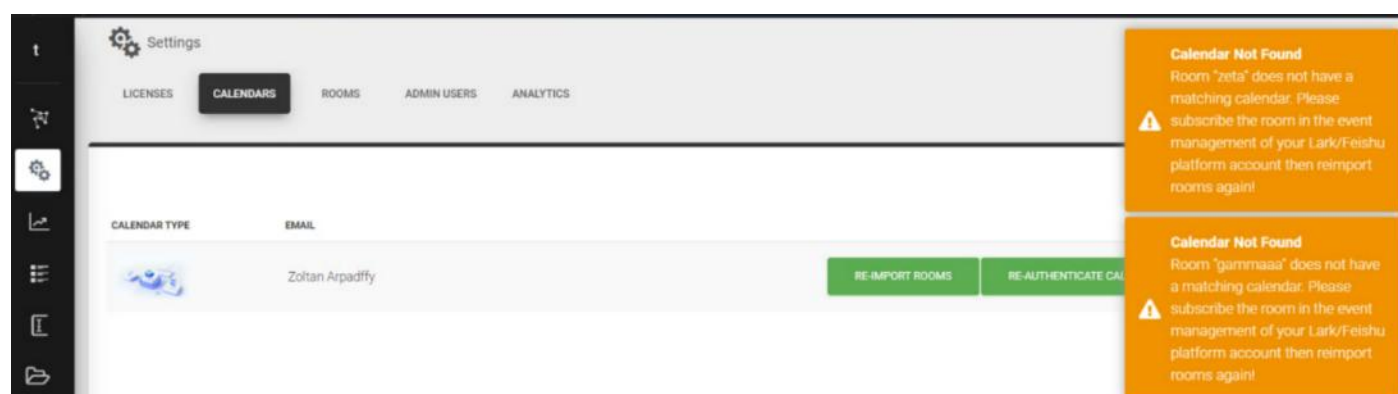 t
Settings
LICENSES CALENDARS ROOMS ADMIN USERS ANALYTICS
CALENDAR TYPE EMAIL
Zoltan Arpadffy RE-IMPORT ROOMS RE-AUTHENTICATE CAL
Calendar Not Found
Room "zeta" does not have a
matching calendar. Please
subscribe the room in the event
management of your Lark/Feishu
platform account then reimport
rooms again!
Calendar Not Found
Room "gammaaa" does not have
a matching calendar. Please
subscribe the room in the event
management of your Lark/Feishu
platform account then reimport
rooms again!